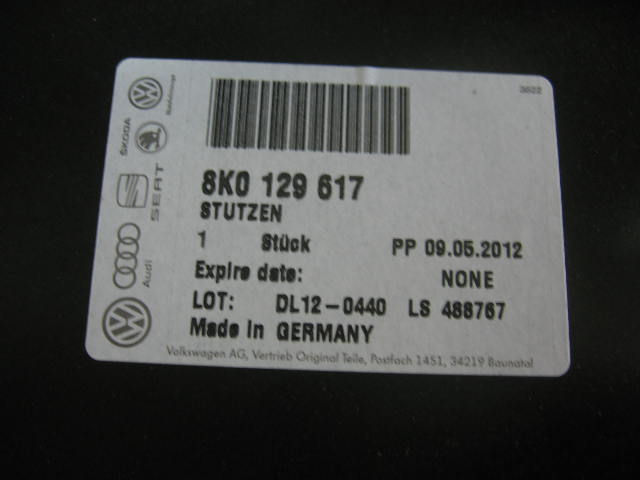 3622
8K0 129 617
STUTZEN
1 Stück PP 09.05.2012
Expire date: NONE
LOT: DL12-0440 LS 488767
Made in GERMANY
Volkswagen AG, Vertrieb Original Teile, Postfach 1451, 34219 Baunatal
ŠKODA
SEAT
Audi